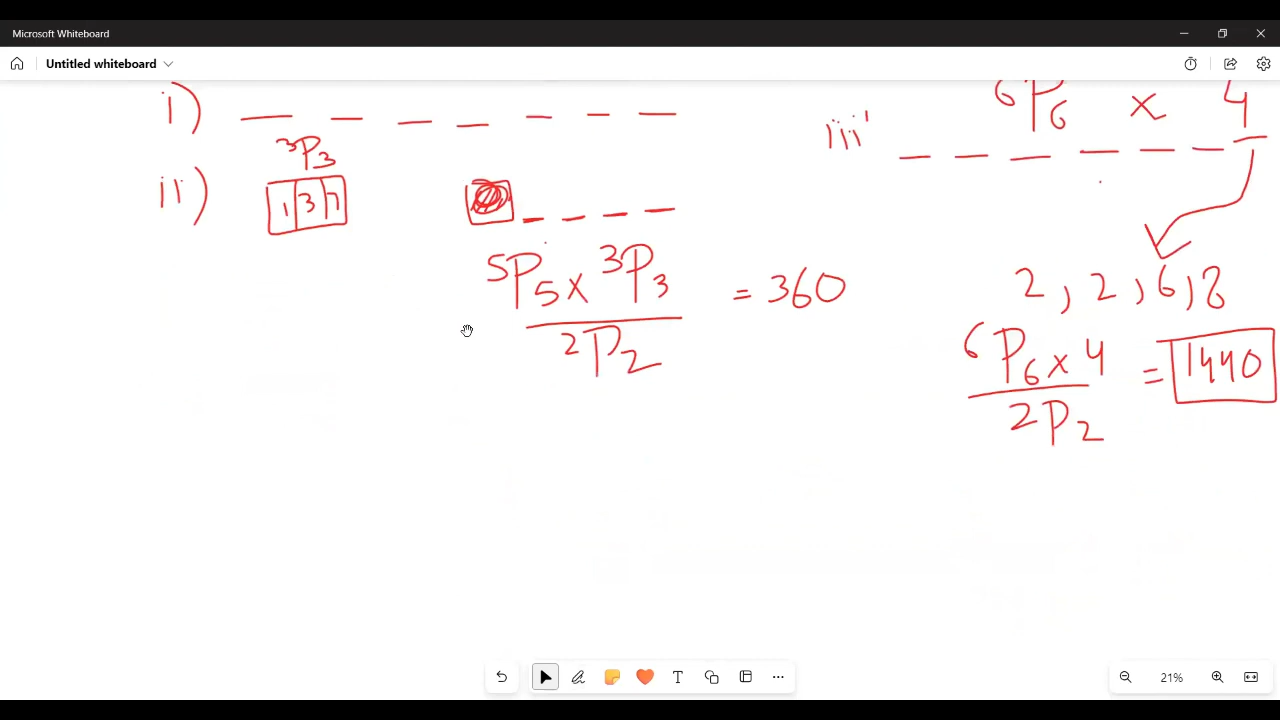 Microsoft Whiteboard
Untitled whiteboard
i) _ _ _ _ _ _ _
³P₃
ii) 1 3 7 _ _ _ _
⁵P₅ x ³P₃ = 360
²P₂
⁶P₆ x 4
iii _ _ _ _ _ _ _
2, 2, 6, 8
⁶P₆ x 4 = 1440
²P₂
21%